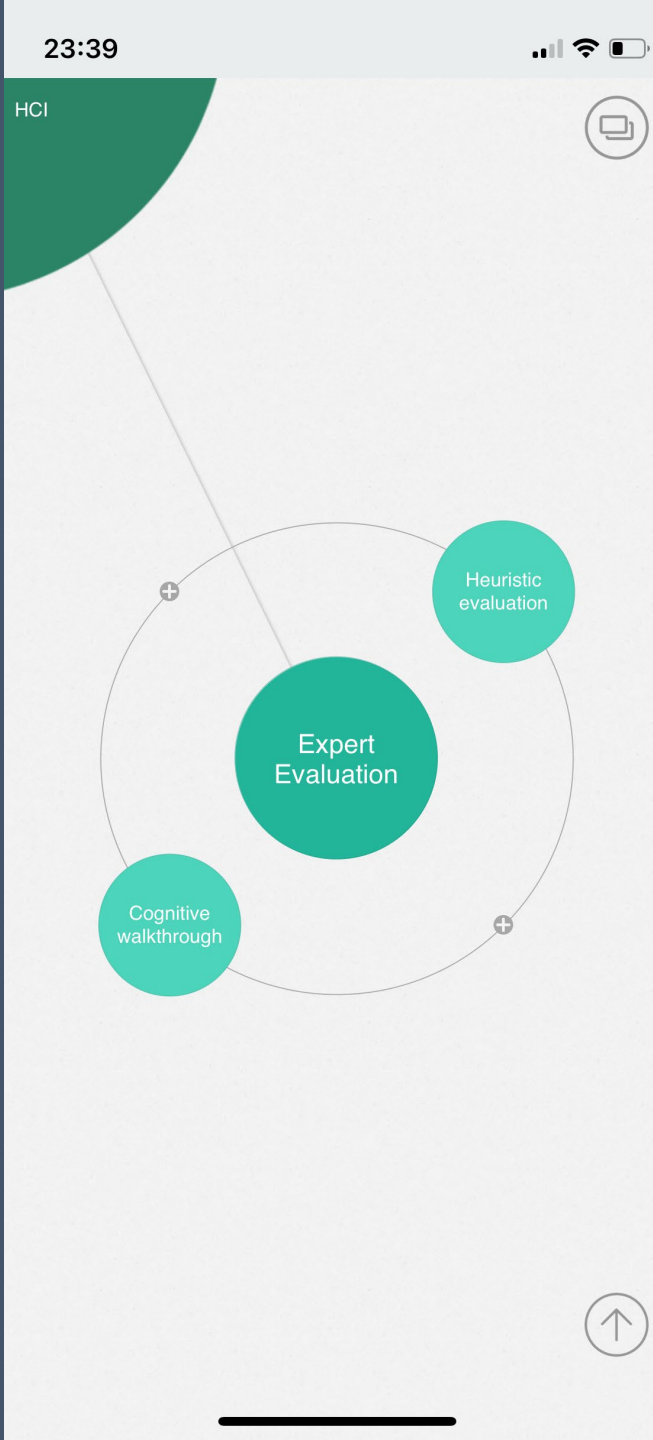 23:39
HCI
Heuristic
evaluation
Expert
Evaluation
Cognitive
walkthrough